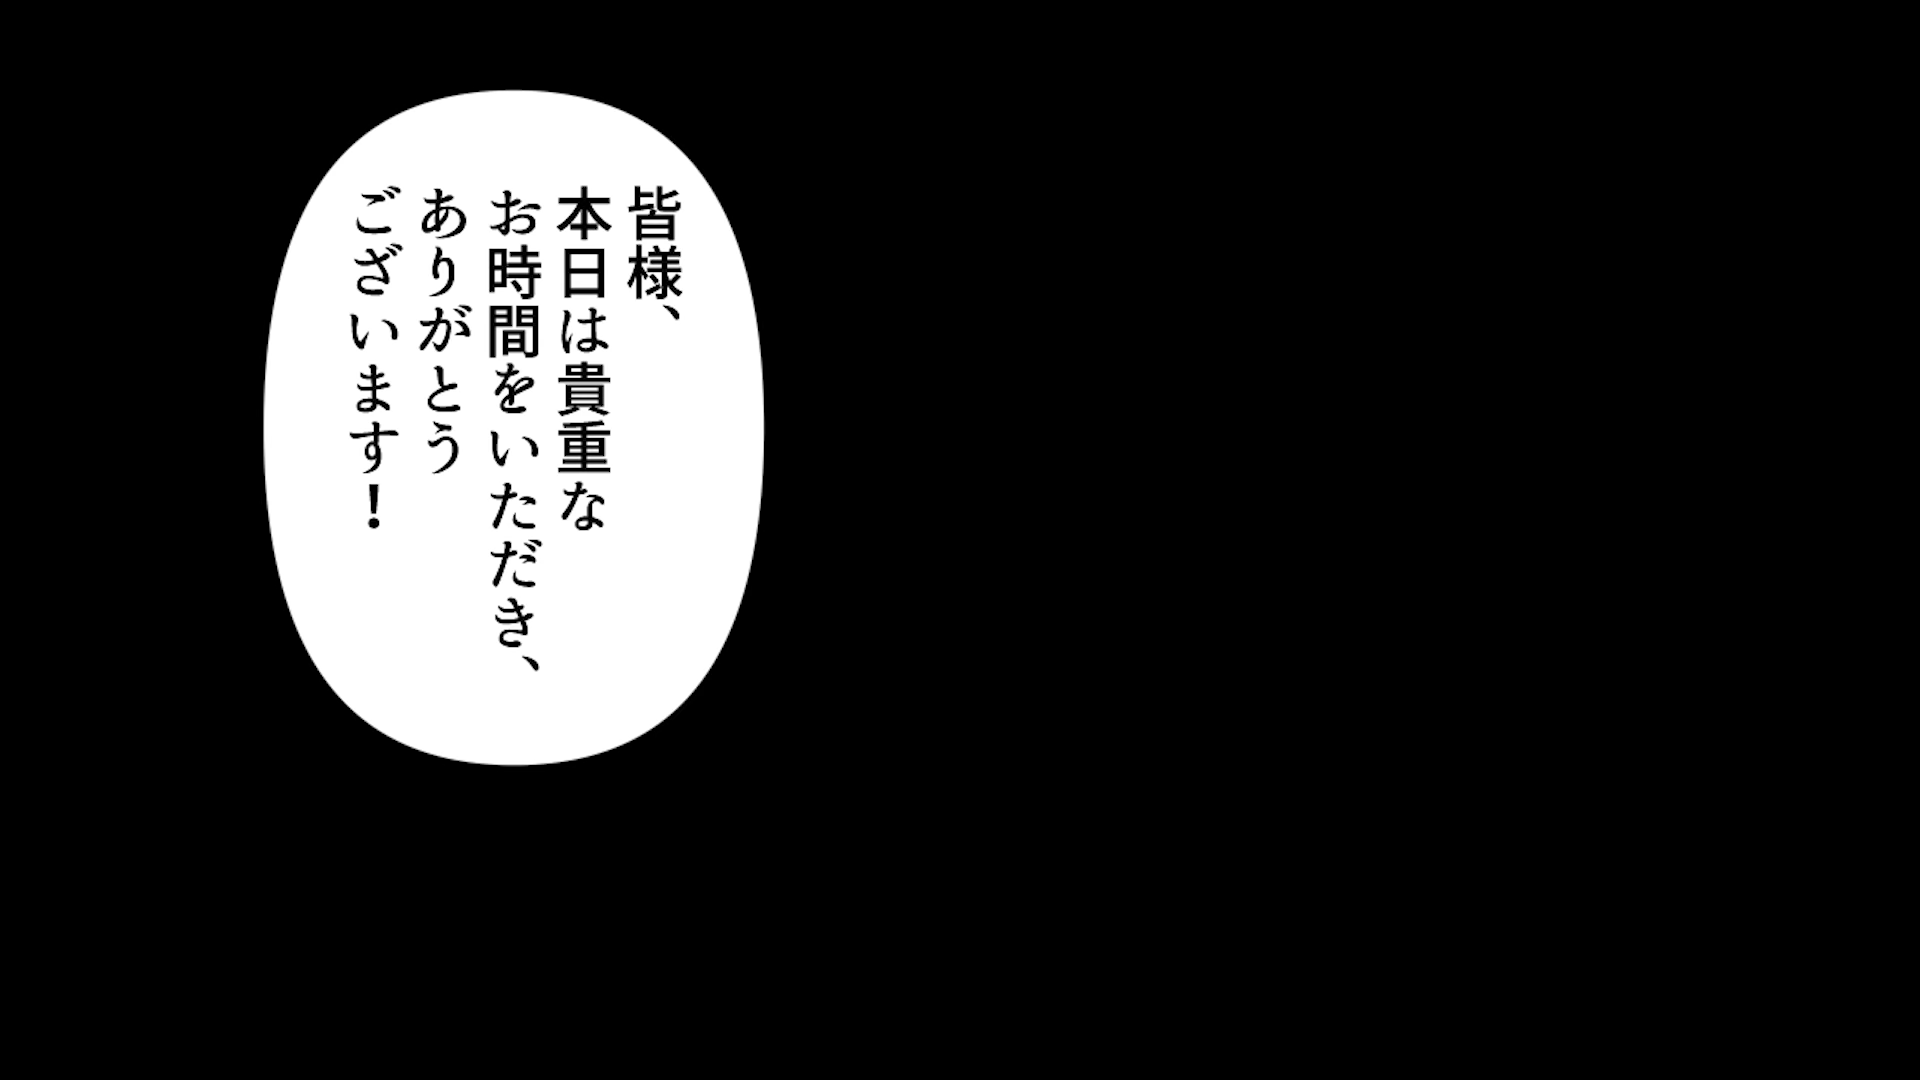 皆様、
本日は貴重な
お時間をいただき、
ありがとう
ございます！